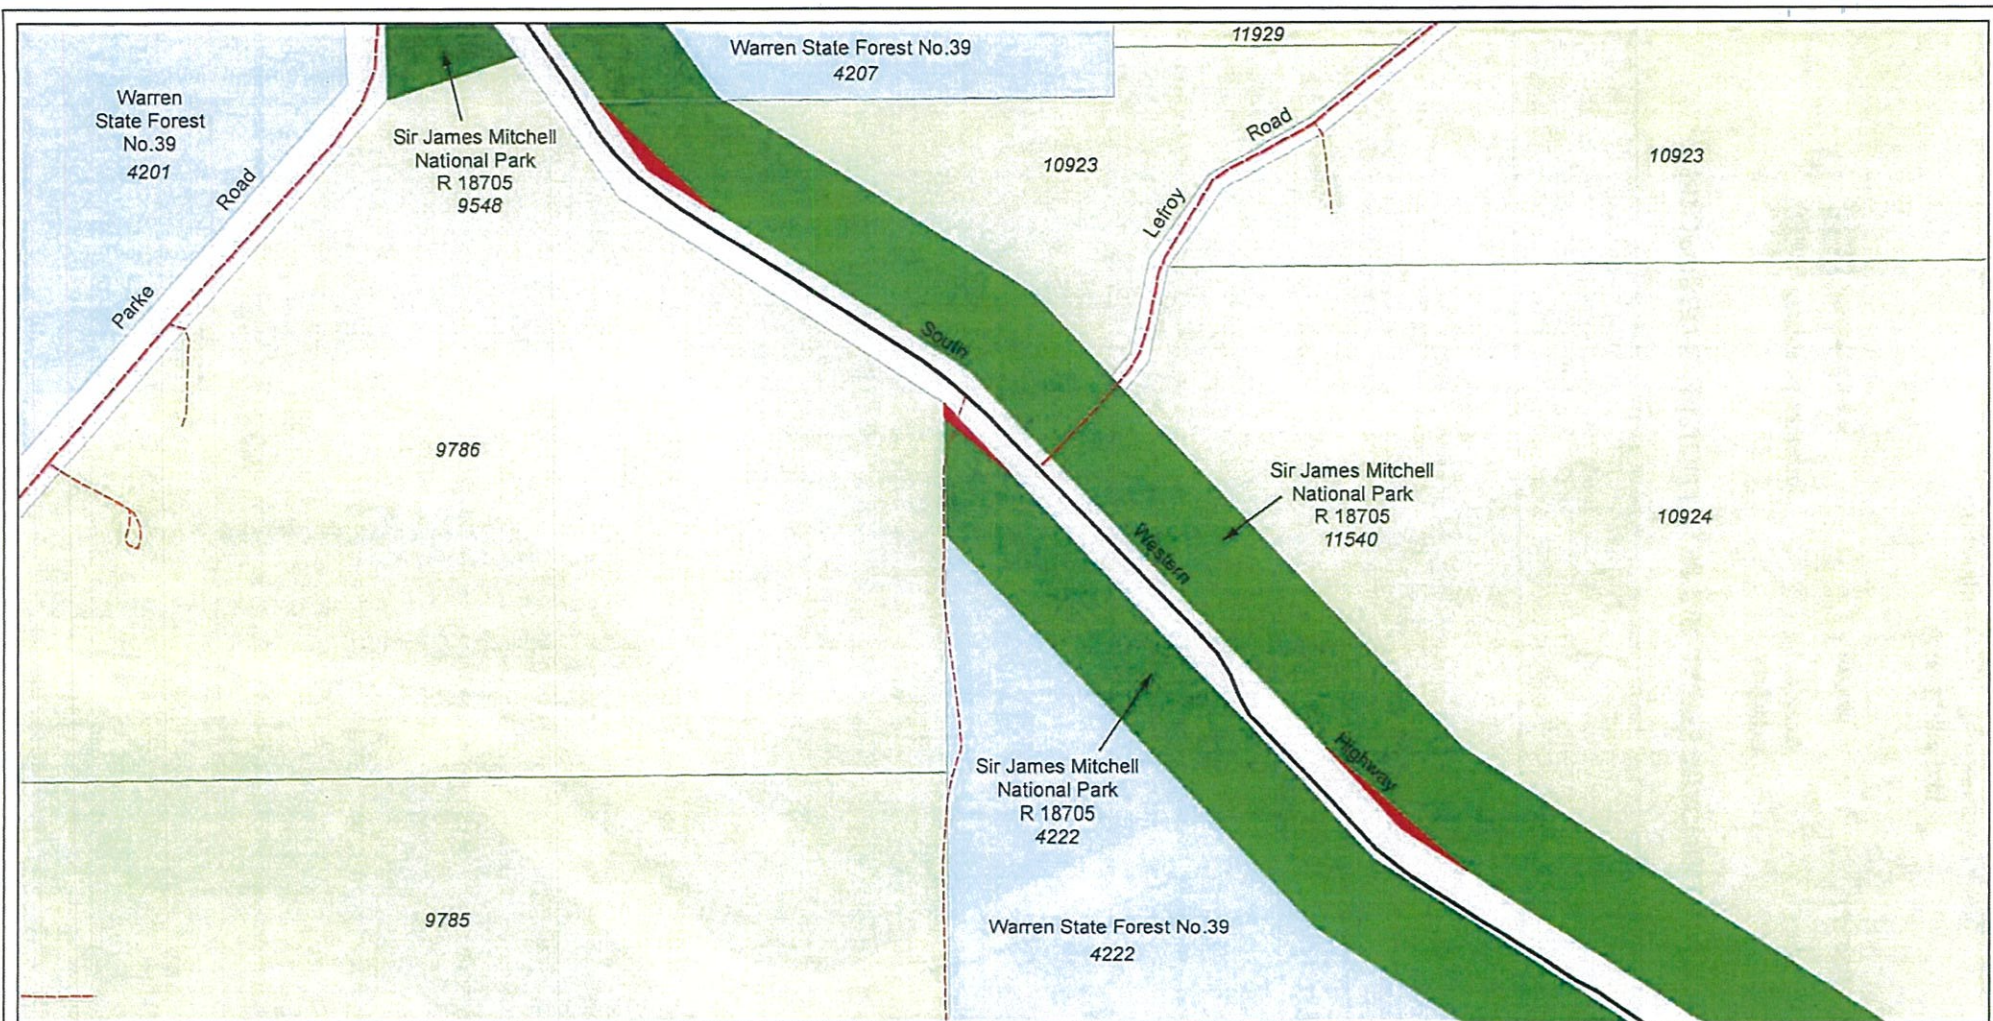 Warren State Forest No.39
4207
11929
Warren
State Forest
No.39
4201
Sir James Mitchell
National Park
R 18705
9548
Parke Road
10923
Lefroy Road
10923
South Western Highway
9786
Sir James Mitchell
National Park
R 18705
11540
10924
Sir James Mitchell
National Park
R 18705
4222
9785
Warren State Forest No.39
4222